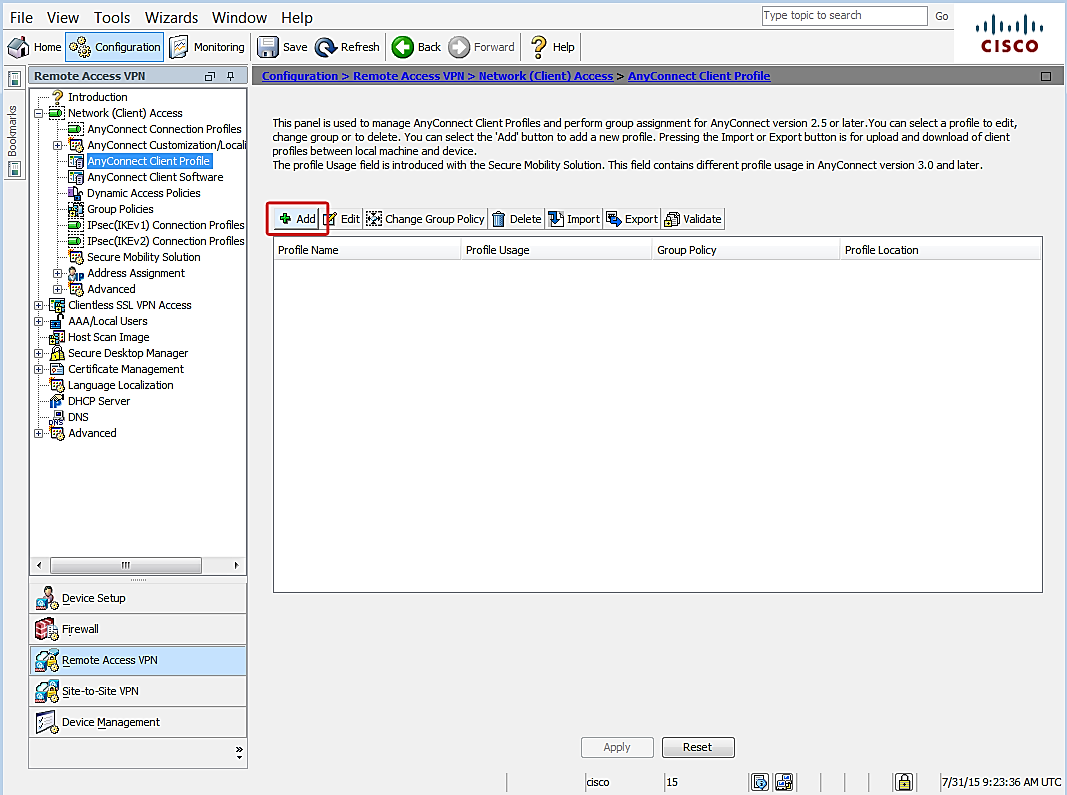 File View Tools Wizards Window Help
Type topic to search Go
Home Configuration Monitoring Save Refresh Back Forward Help
CISCO
Bookmarks
Remote Access VPN
Introduction
Network (Client) Access
AnyConnect Connection Profiles
AnyConnect Customization/Locali
AnyConnect Client Profile
AnyConnect Client Software
Dynamic Access Policies
Group Policies
IPsec(IKEv1) Connection Profiles
IPsec(IKEv2) Connection Profiles
Secure Mobility Solution
Address Assignment
Advanced
Clientless SSL VPN Access
AAA/Local Users
Host Scan Image
Secure Desktop Manager
Certificate Management
Language Localization
DHCP Server
DNS
Advanced
Device Setup
Firewall
Remote Access VPN
Site-to-Site VPN
Device Management
Configuration > Remote Access VPN > Network (Client) Access > AnyConnect Client Profile
This panel is used to manage AnyConnect Client Profiles and perform group assignment for AnyConnect version 2.5 or later.You can select a profile to edit,
change group or to delete. You can select the 'Add' button to add a new profile. Pressing the Import or Export button is for upload and download of client
profiles between local machine and device.
The profile Usage field is introduced with the Secure Mobility Solution. This field contains different profile usage in AnyConnect version 3.0 and later.
Add Edit Change Group Policy Delete Import Export Validate
Profile Name Profile Usage Group Policy Profile Location
Apply Reset
cisco 15 7/31/15 9:23:36 AM UTC